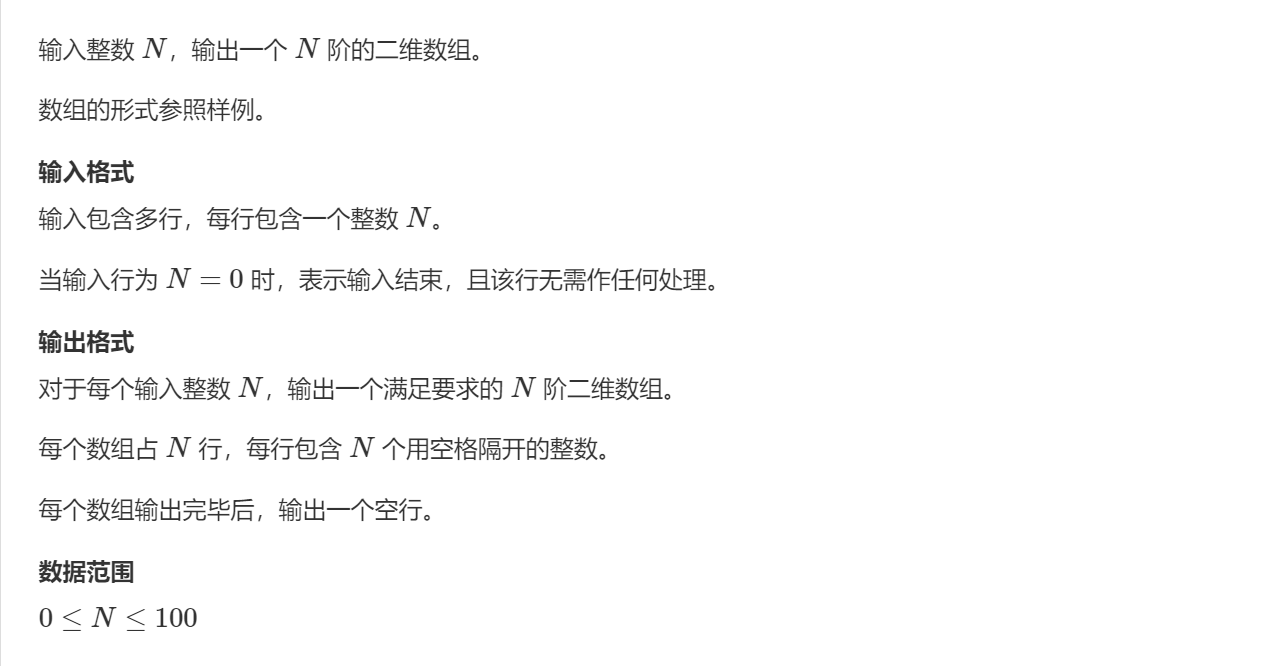 输入整数 N，输出一个 N 阶的二维数组。
数组的形式参照样例。
输入格式
输入包含多行，每行包含一个整数 N。
当输入行为 N = 0 时，表示输入结束，且该行无需作任何处理。
输出格式
对于每个输入整数 N，输出一个满足要求的 N 阶二维数组。
每个数组占 N 行，每行包含 N 个用空格隔开的整数。
每个数组输出完毕后，输出一个空行。
数据范围
0 ≤ N ≤ 100